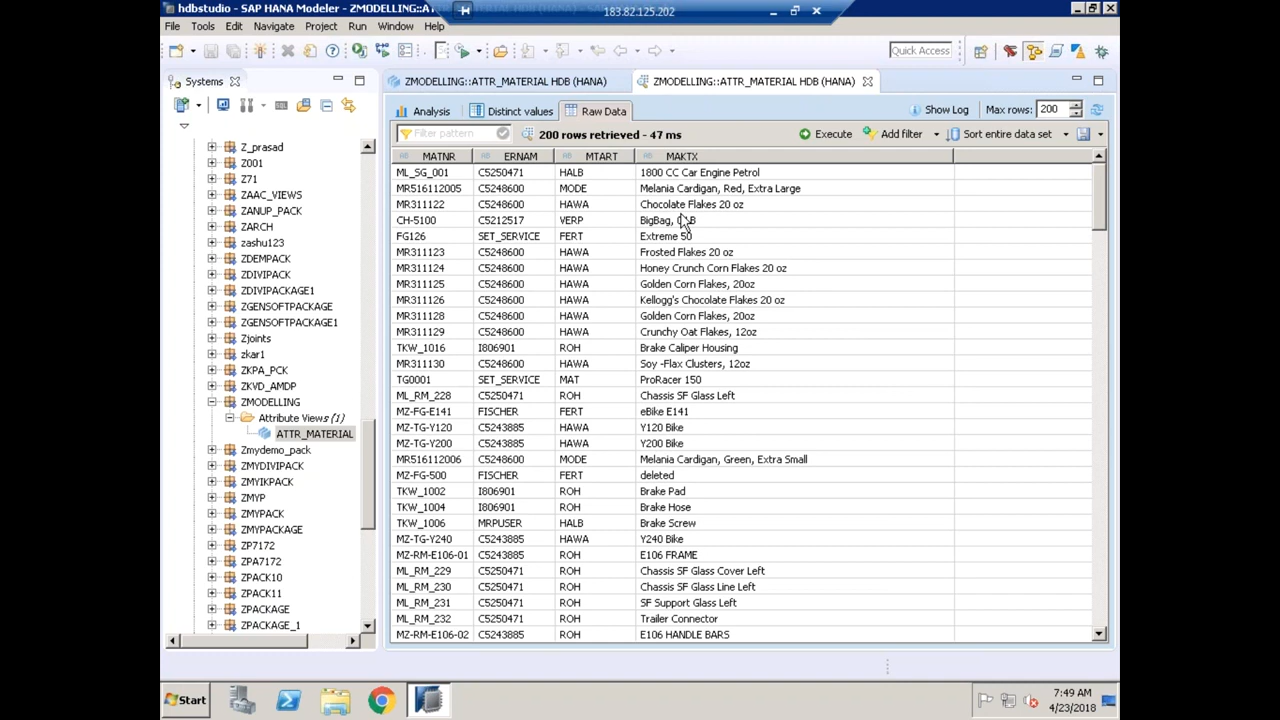 hdbstudio - SAP HANA Modeler - ZMODELLING::ATTR_
183.82.125.202
File Tools Edit Navigate Project Run Window Help
Quick Access
Systems
ZMODELLING::ATTR_MATERIAL HDB (HANA)
ZMODELLING::ATTR_MATERIAL HDB (HANA)
Analysis Distinct values Raw Data Show Log Max rows: 200
Filter pattern 200 rows retrieved - 47 ms Execute Add filter Sort entire data set
Z_prasad
Z001
Z71
ZAAC_VIEWS
ZANUP_PACK
ZARCH
zashu123
ZDEMPACK
ZDIVIPACK
ZDIVIPACKAGE1
ZGENSOFTPACKAGE
ZGENSOFTPACKAGE1
Zjoints
zkar1
ZKPA_PCK
ZKVD_AMDP
ZMODELLING
Attribute Views (1)
ATTR_MATERIAL
Zmydemo_pack
ZMYDIVIPACK
ZMYIKPACK
ZMYP
ZMYPACK
ZMYPACKAGE
ZP7172
ZPA7172
ZPACK10
ZPACK11
ZPACKAGE
ZPACKAGE_1
MATNR ERNAM MTART MAKTX
ML_SG_001 C5250471 HALB 1800 CC Car Engine Petrol
MR516112005 C5248600 MODE Melania Cardigan, Red, Extra Large
MR311122 C5248600 HAWA Chocolate Flakes 20 oz
CH-5100 C5212517 VERP BigBag,
FG126 SET_SERVICE FERT Extreme 50
MR311123 C5248600 HAWA Frosted Flakes 20 oz
MR311124 C5248600 HAWA Honey Crunch Corn Flakes 20 oz
MR311125 C5248600 HAWA Golden Corn Flakes, 20oz
MR311126 C5248600 HAWA Kellogg's Chocolate Flakes 20 oz
MR311128 C5248600 HAWA Golden Corn Flakes, 20oz
MR311129 C5248600 HAWA Crunchy Oat Flakes, 12oz
TKW_1016 I806901 ROH Brake Caliper Housing
MR311130 C5248600 HAWA Soy -Flax Clusters, 12oz
TG0001 SET_SERVICE MAT ProRacer 150
ML_RM_228 C5250471 ROH Chassis SF Glass Left
MZ-FG-E141 FISCHER FERT eBike E141
MZ-TG-Y120 C5243885 HAWA Y120 Bike
MZ-TG-Y200 C5243885 HAWA Y200 Bike
MR516112006 C5248600 MODE Melania Cardigan, Green, Extra Small
MZ-FG-500 FISCHER FERT deleted
TKW_1002 I806901 ROH Brake Pad
TKW_1004 I806901 ROH Brake Hose
TKW_1006 MRPUSER HALB Brake Screw
MZ-TG-Y240 C5243885 HAWA Y240 Bike
MZ-RM-E106-01 C5243885 ROH E106 FRAME
ML_RM_229 C5250471 ROH Chassis SF Glass Cover Left
ML_RM_230 C5250471 ROH Chassis SF Glass Line Left
ML_RM_231 C5250471 ROH SF Support Glass Left
ML_RM_232 C5250471 ROH Trailer Connector
MZ-RM-E106-02 C5243885 ROH E106 HANDLE BARS
Start
7:49 AM
4/23/2018